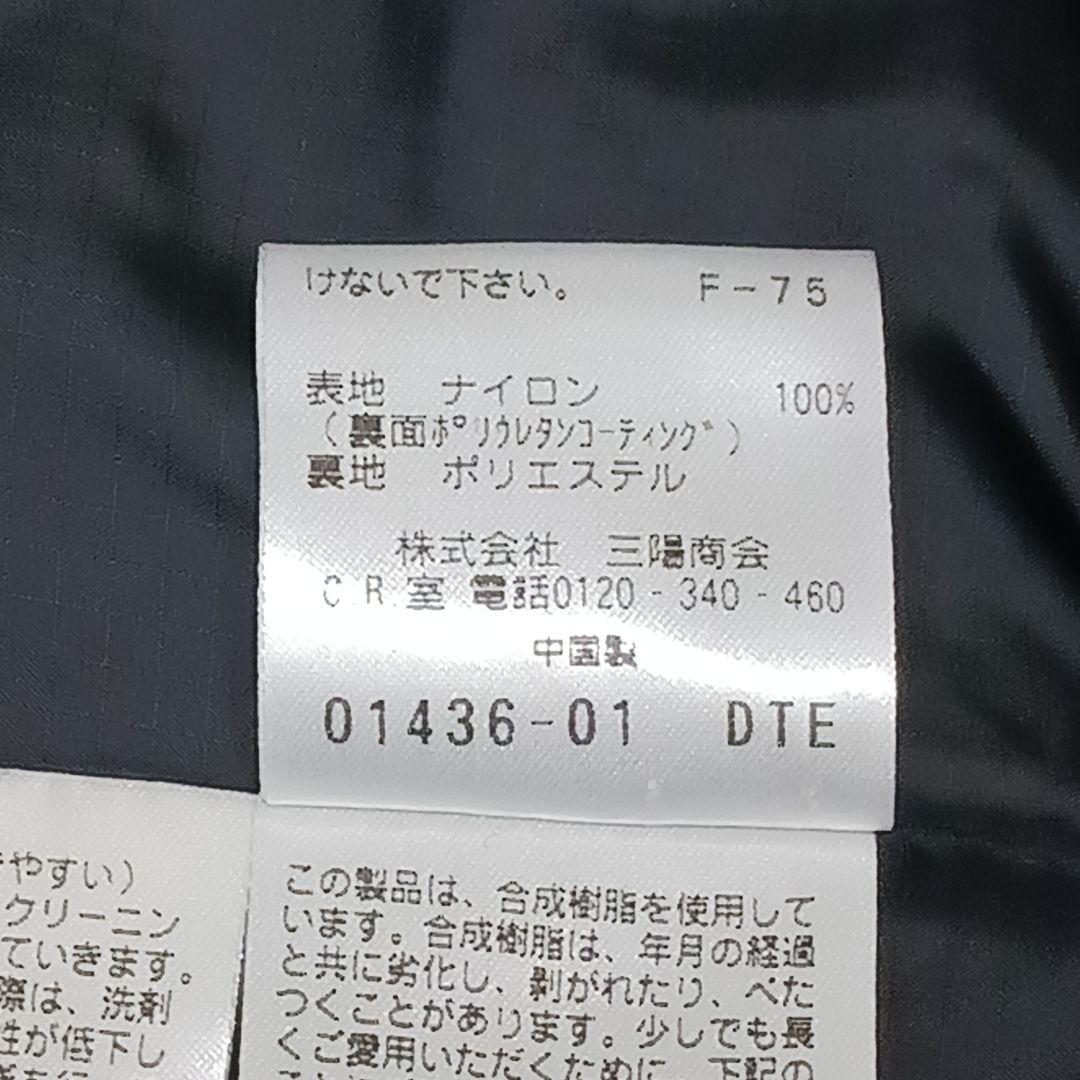 けないで下さい。 F-75
表地 ナイロン 100%
(裏面ﾎﾟﾘｳﾚﾀﾝｺｰﾃｨﾝｸﾞ)
裏地 ポリエステル
株式会社 三陽商会
C R 室 電話0120-340-460
中国製
01436-01 DTE
やすい)
クリーニン
ていきます。
際は、洗剤
性が低下し
この製品は、合成樹脂を使用して
います。合成樹脂は、年月の経過
と共に劣化し、剥がれたり、べた
つくことがあります。少しでも長
くご愛用いただくために、下記の